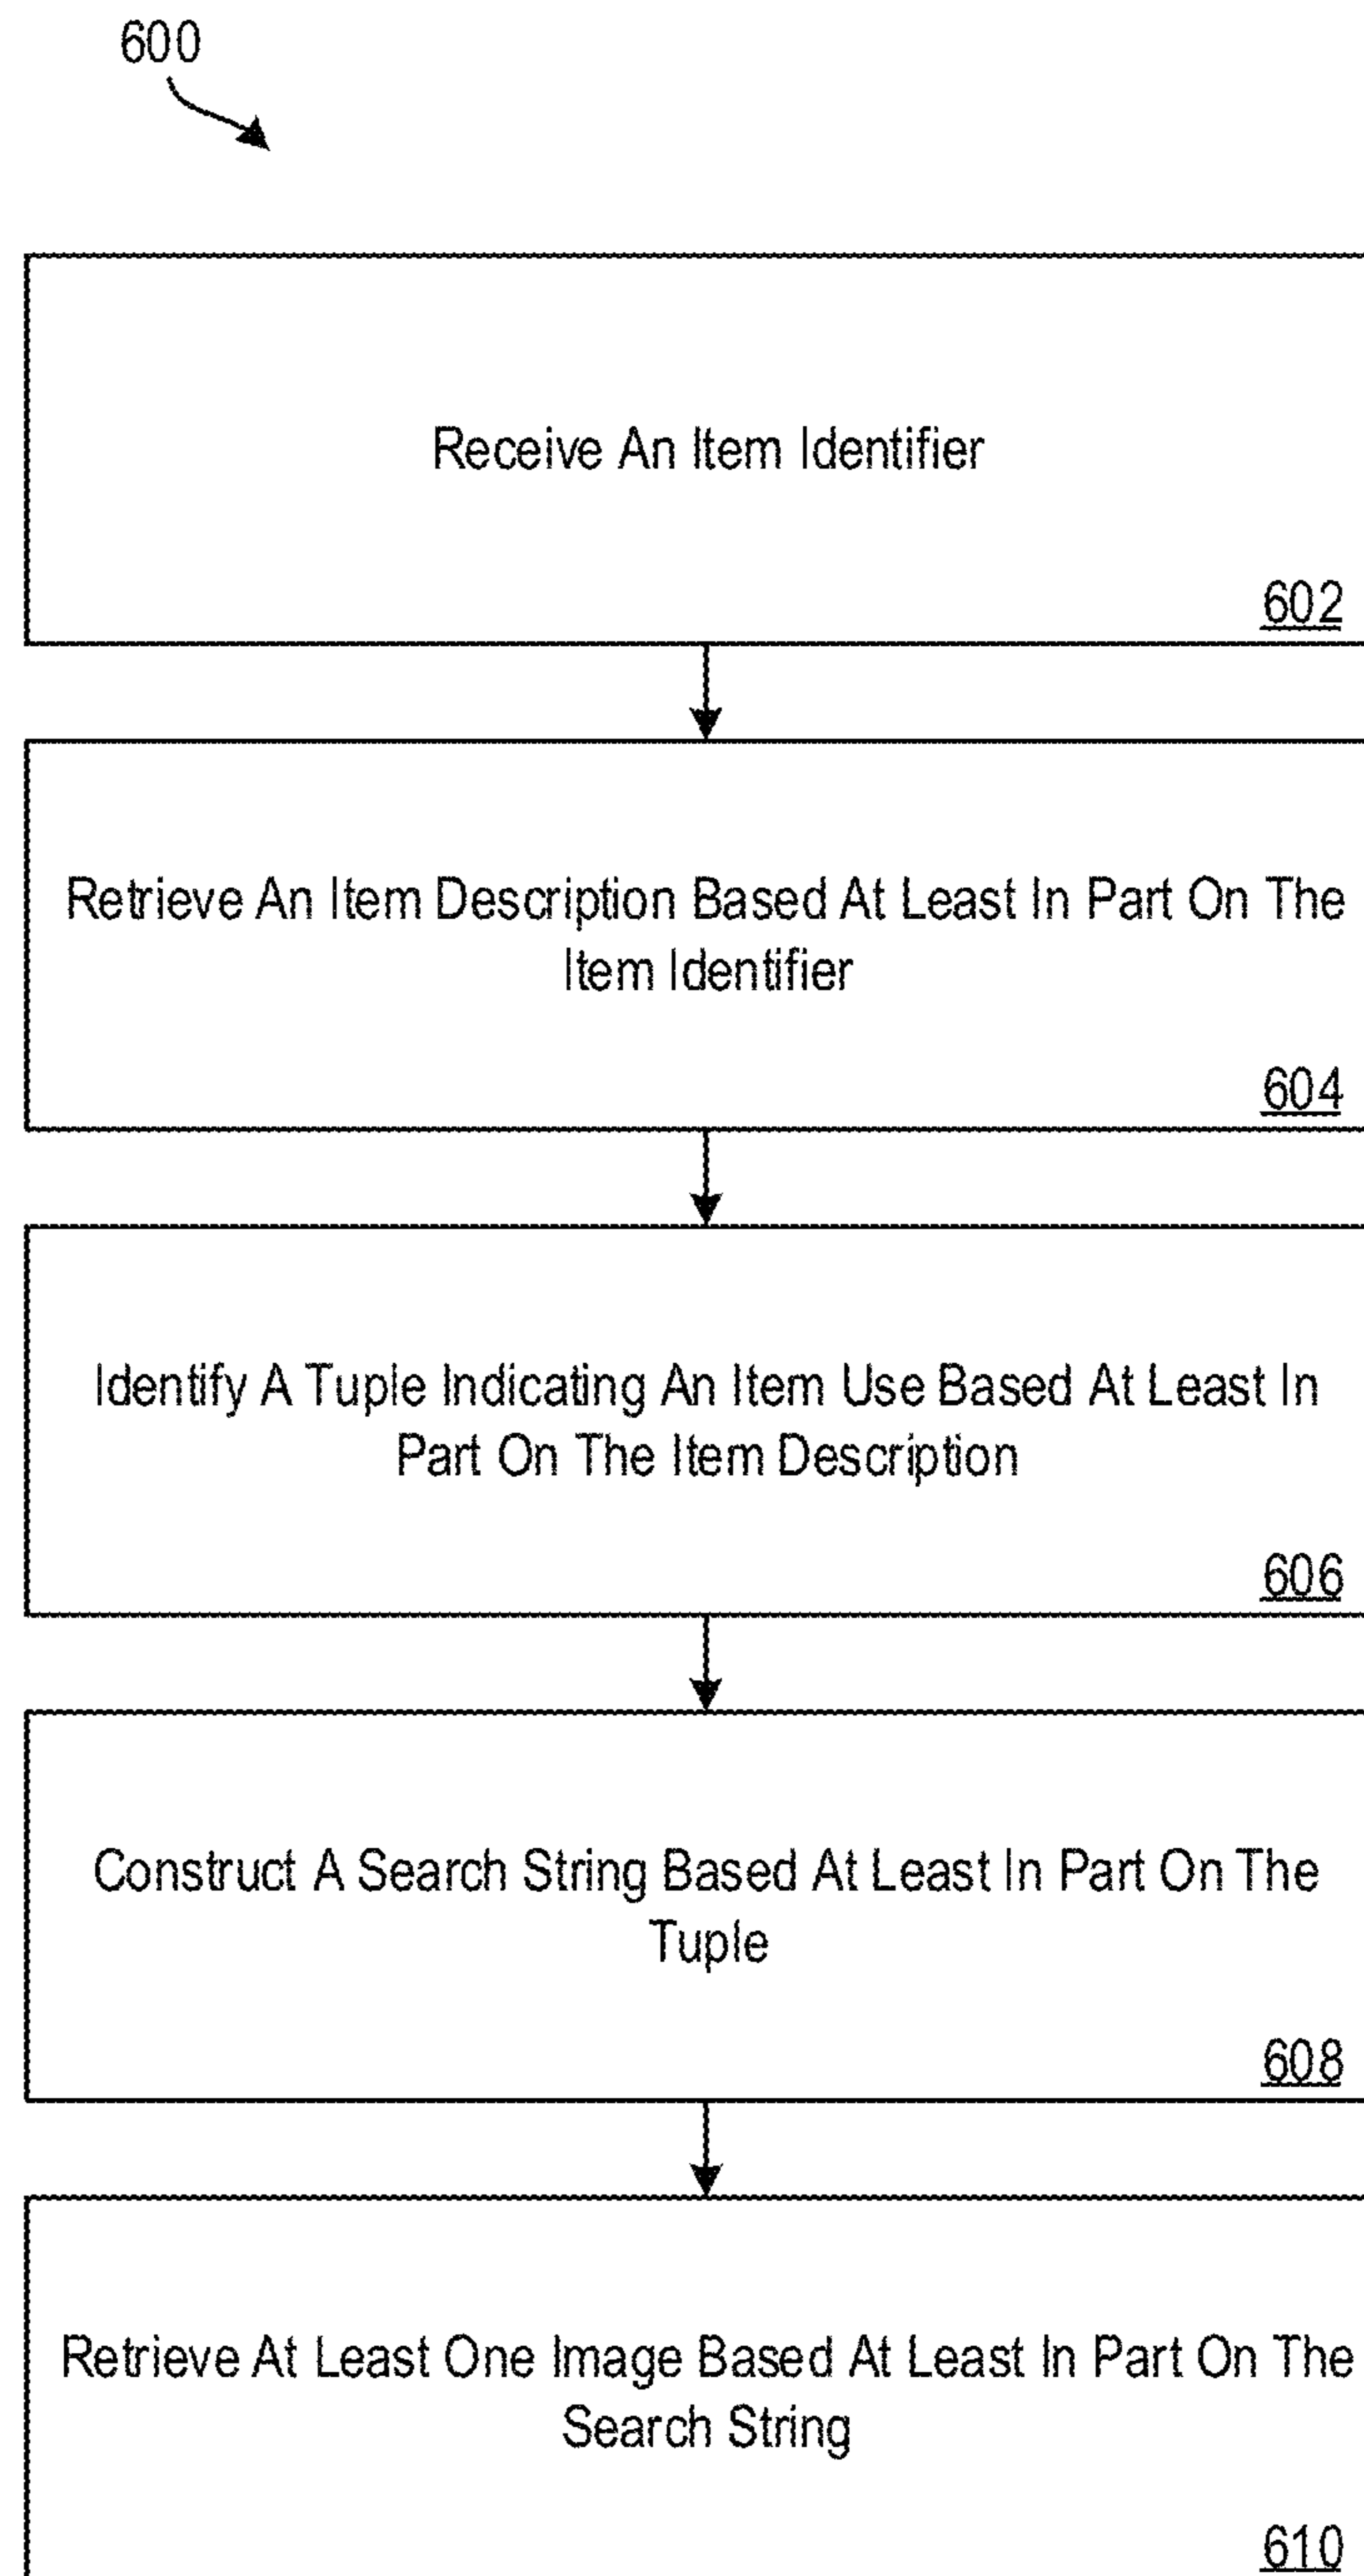 600
Receive An Item Identifier
602
Retrieve An Item Description Based At Least In Part On The
Item Identifier
604
Identify A Tuple Indicating An Item Use Based At Least In
Part On The Item Description
606
Construct A Search String Based At Least In Part On The
Tuple
608
Retrieve At Least One Image Based At Least In Part On The
Search String
610